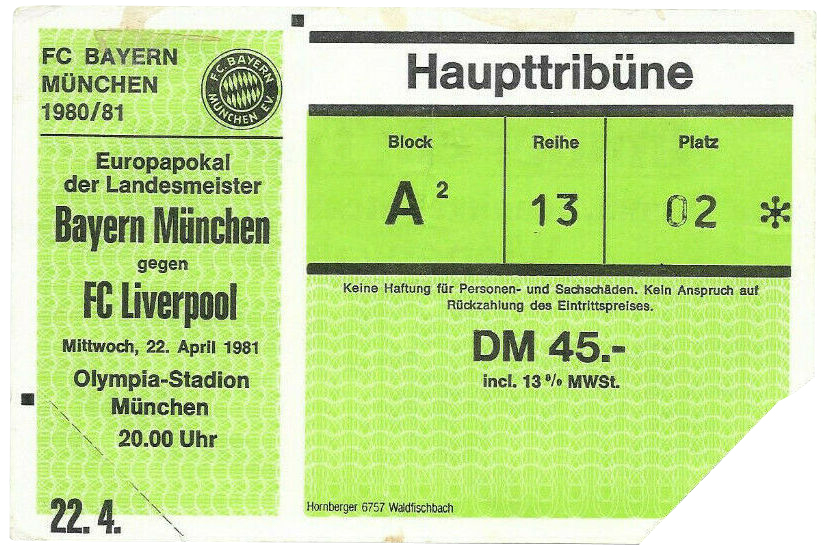 FC BAYERN
MÜNCHEN
1980/81
FC BAYERN
MÜNCHEN EV
Europapokal
der Landesmeister
Bayern München
gegen
FC Liverpool
Mittwoch, 22. April 1981
Olympia-Stadion
München
20.00 Uhr
22. 4.
Haupttribüne
Block Reihe Platz
A² 13 02 *
Keine Haftung für Personen- und Sachschäden. Kein Anspruch auf
Rückzahlung des Eintrittspreises.
DM 45.-
incl. 13 % MWSt.
Hornberger 6757 Waldfischbach